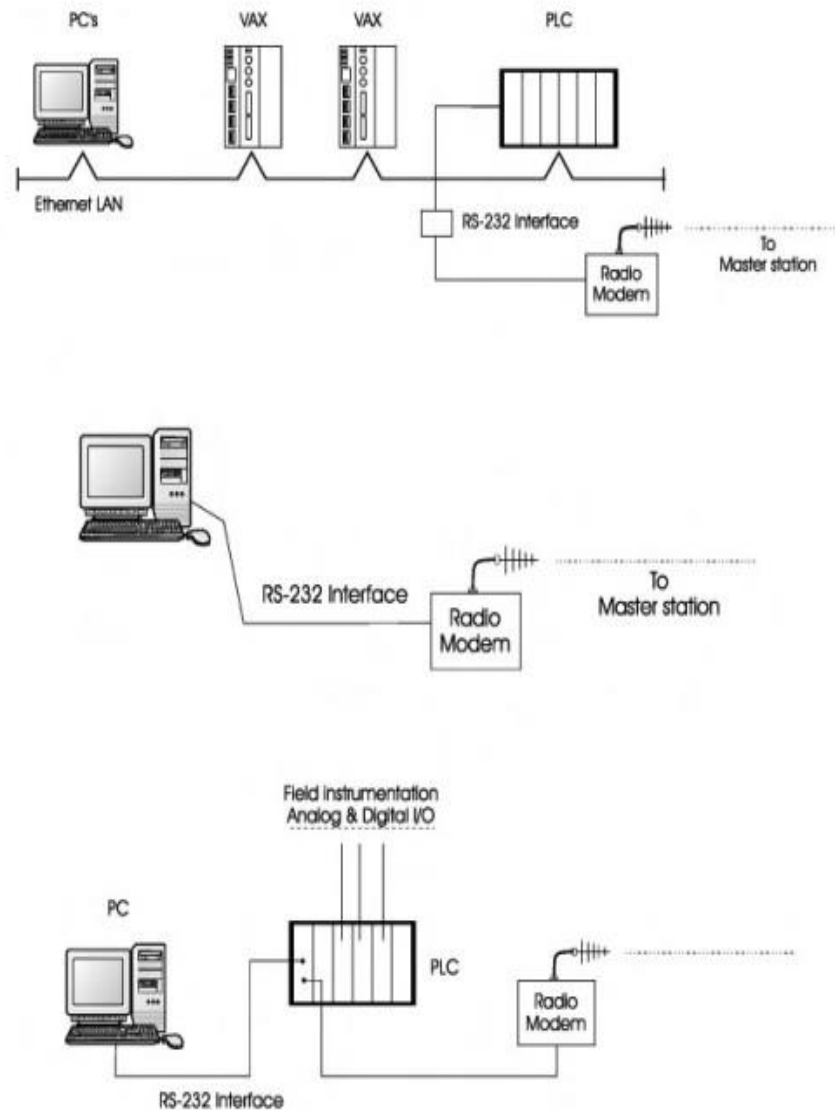 PC's
VAX
VAX
PLC
Ethernet LAN
RS-232 Interface
Radio
Modem
To
Master station
RS-232 Interface
Radio
Modem
To
Master station
Field instrumentation
Analog & Digital I/O
PC
PLC
Radio
Modem
RS-232 Interface